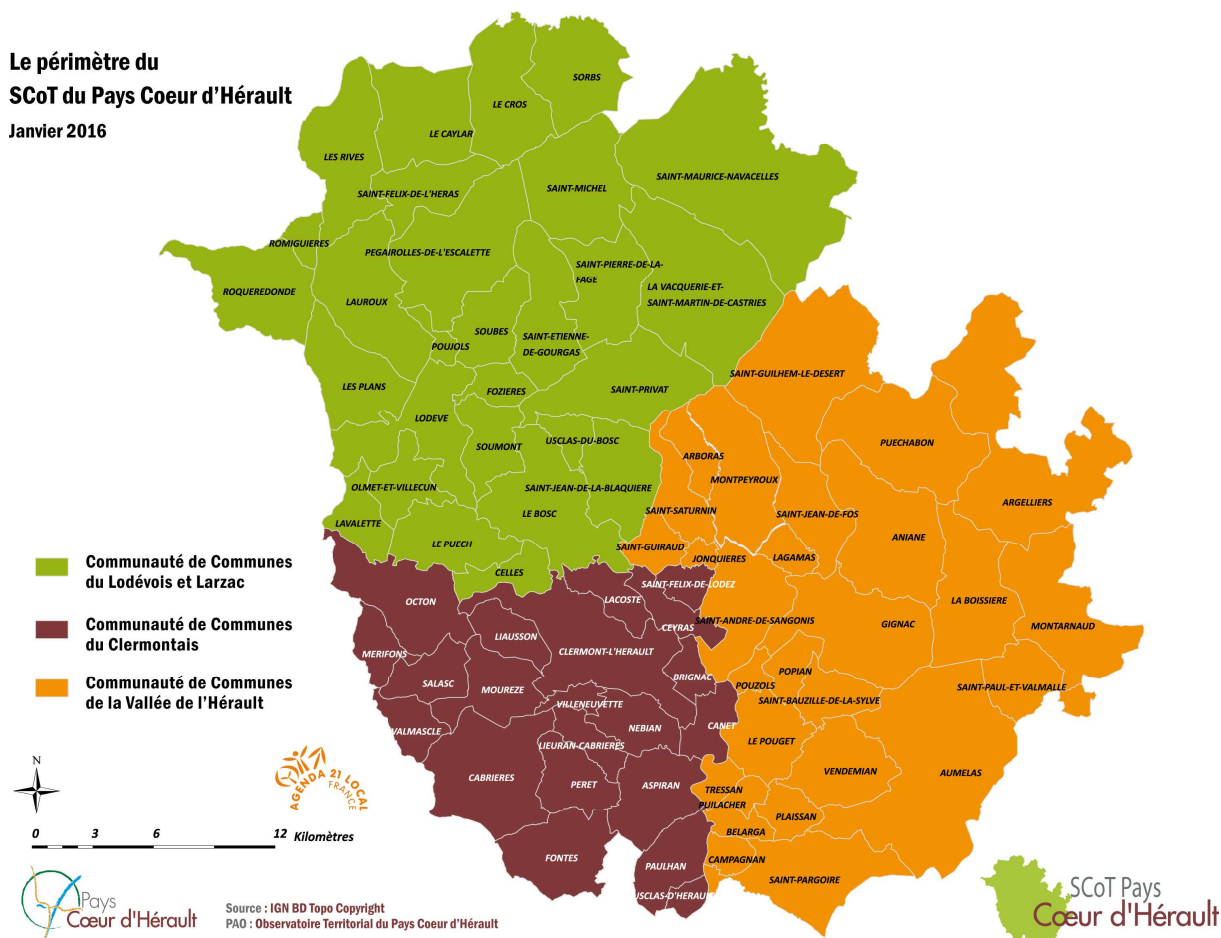 Le périmètre du
SCoT du Pays Coeur d'Hérault
Janvier 2016
SORBS
LE CROS
LE CAYLAR
LES RIVES
SAINT-MAURICE-NAVACELLES
SAINT-MICHEL
SAINT-FELIX-DE-L'HERAS
ROMIGUIERES
PEGAIROLLES-DE-L'ESCALETTE
SAINT-PIERRE-DE-LA-
FAGE
LA VACQUERIE-ET-
SAINT-MARTIN-DE-CASTRIES
ROQUEREDONDE
LAUROUX
SOUBES
SAINT-ETIENNE-
DE-GOURGAS
POUJOLS
SAINT-GUILHEM-LE-DESERT
LES PLANS
FOZIERES
SAINT-PRIVAT
LODEVE
SOUMONT
USCLAS-DU-BOSC
PUECHABON
ARBORAS
MONTPEYROUX
OLMET-ET-VILLECUN
SAINT-JEAN-DE-LA-BLAQUIERE
ARGELLIERS
LE BOSC
SAINT-SATURNIN
SAINT-JEAN-DE-FOS
LAVALETTE
ANIANE
LE PUECH
SAINT-GUIRAUD
JONQUIERES
LAGAMAS
CELLES
SAINT-FELIX-DE-LODEZ
OCTON
LACOSTE
LA BOISSIERE
SAINT-ANDRE-DE-SANGONIS
GIGNAC
MONTARNAUD
CEYRAS
LIAUSSON
CLERMONT-L'HERAULT
MERIFONS
SALASC
MOUREZE
BRIGNAC
POPIAN
POUZOLS
SAINT-PAUL-ET-VALMALLE
SAINT-BAUZILLE-DE-LA-SYLVE
VILLENEUVETTE
VALMASCLE
NEBIAN
CANET
LIEURAN-CABRIERES
LE POUGET
VENDEMIAN
AUMELAS
CABRIERES
PERET
ASPIRAN
TRESSAN
PUILACHER
PLAISSAN
BELARGA
FONTES
PAULHAN
CAMPAGNAN
SAINT-PARGOIRE
USCLAS-D'HERAULT
Communauté de Communes
du Lodévois et Larzac
Communauté de Communes
du Clermontais
Communauté de Communes
de la Vallée de l'Hérault
N
AGENDA 21 LOCAL
FRANCE
0 3 6 12 Kilomètres
Pays
Cœur d'Hérault
Source : IGN BD Topo Copyright
PAO : Observatoire Territorial du Pays Coeur d'Hérault
SCoT Pays
Cœur d'Hérault